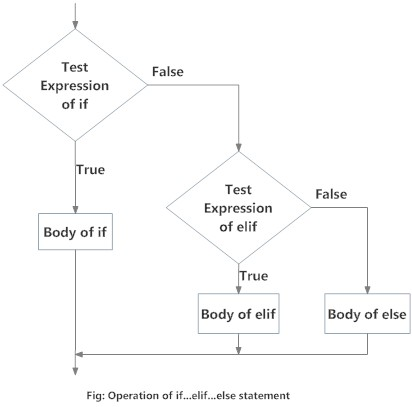 Test
Expression
of if
False
True
Test
Expression
of elif
False
Body of if
True
Body of elif
Body of else
Fig: Operation of if...elif...else statement